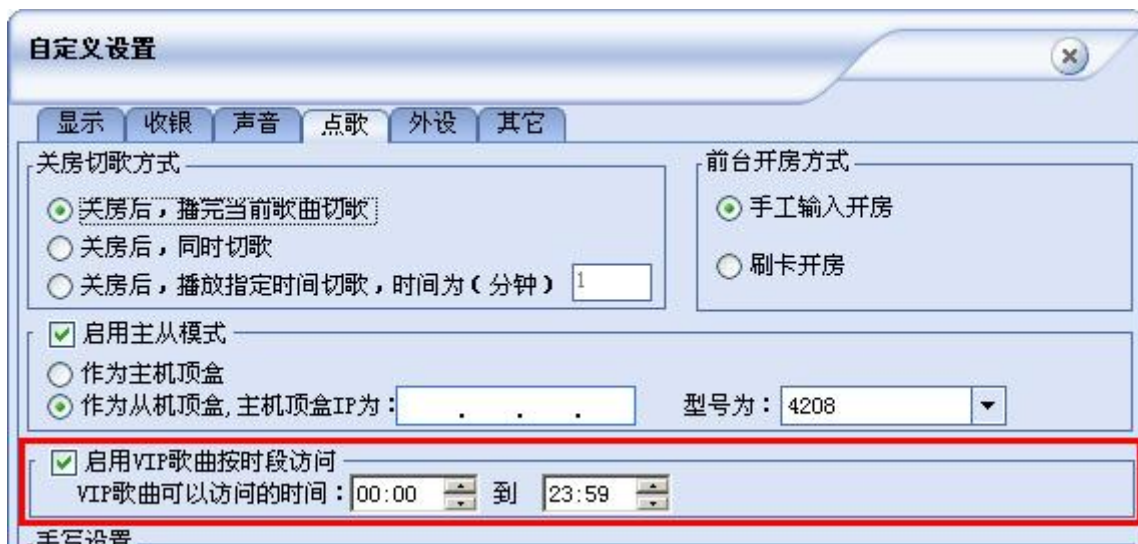 自定义设置
显示 收银 声音 点歌 外设 其它
关房切歌方式
关房后，播完当前歌曲切歌
关房后，同时切歌
关房后，播放指定时间切歌，时间为(分钟) 1
前台开房方式
手工输入开房
刷卡开房
启用主从模式
作为主机顶盒
作为从机顶盒,主机顶盒IP为: . . . 型号为: 4208
启用VIP歌曲按时段访问
VIP歌曲可以访问的时间: 00:00 到 23:59
手写设置